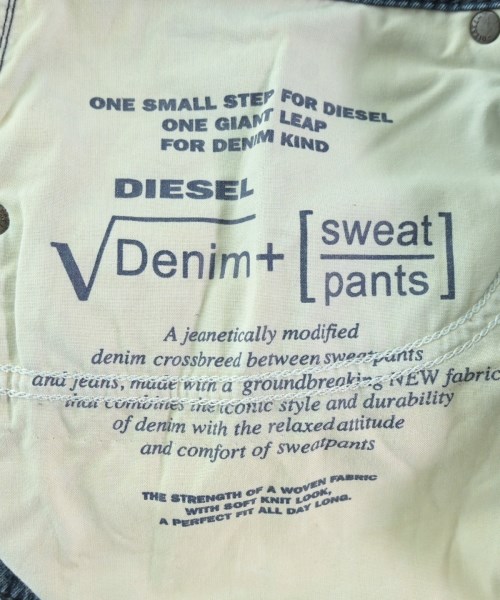 ONE SMALL STEP FOR DIESEL
ONE GIANT LEAP
FOR DENIM KIND
DIESEL
√Denim + [sweat
pants]
A jeanetically modified
denim crossbreed between sweatpants
and jeans, made with a groundbreaking NEW fabric
that combines the iconic style and durability
of denim with the relaxed attitude
and comfort of sweatpants
THE STRENGTH OF A WOVEN FABRIC
WITH SOFT KNIT LOOK,
A PERFECT FIT ALL DAY LONG.